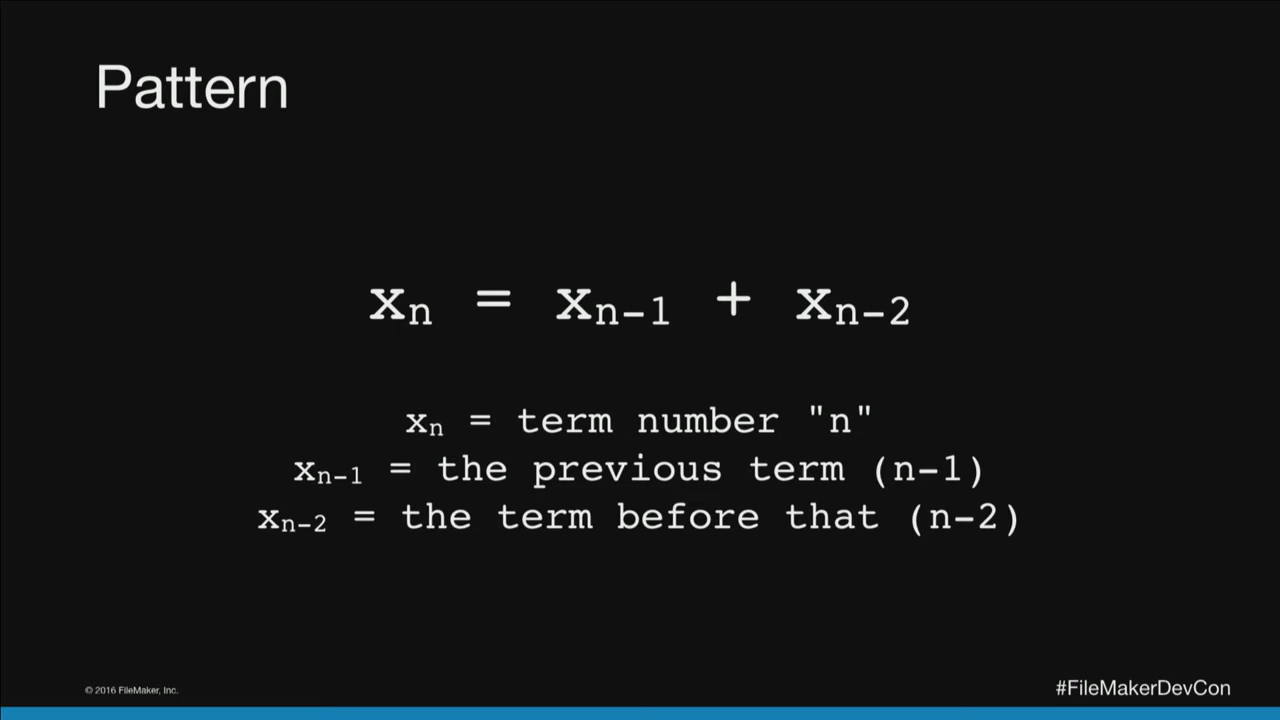 Pattern
xₙ = xₙ₋₁ + xₙ₋₂
xₙ = term number "n"
xₙ₋₁ = the previous term (n-1)
xₙ₋₂ = the term before that (n-2)
© 2016 FileMaker, Inc.
#FileMakerDevCon